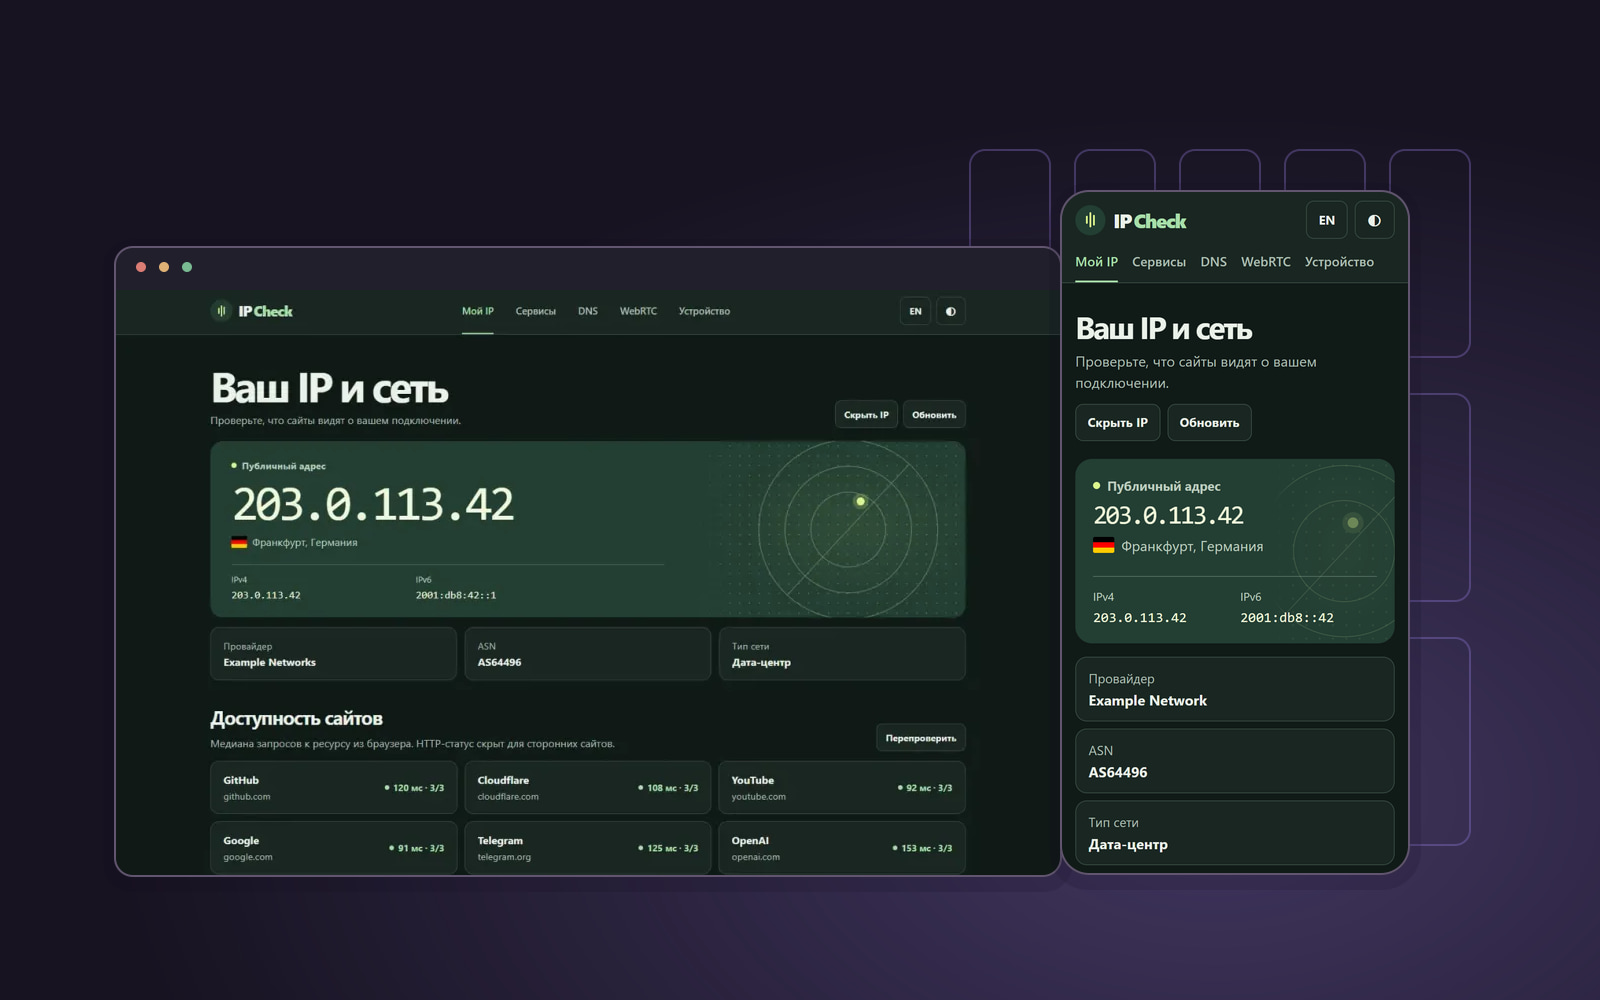 IP Check
Мой IP Сервисы DNS WebRTC Устройство
EN
Ваш IP и сеть
Проверьте, что сайты видят о вашем подключении.
Скрыть IP Обновить
Публичный адрес
203.0.113.42
Франкфурт, Германия
IPv4 IPv6
203.0.113.42 2001:db8:42::1
Провайдер ASN Тип сети
Example Networks AS64496 Дата-центр
Доступность сайтов
Медиана запросов к ресурсу из браузера. HTTP-статус скрыт для сторонних сайтов.
Перепроверить
GitHub 120 мс · 3/3 Cloudflare 108 мс · 3/3 YouTube 92 мс · 3/3
github.com cloudflare.com youtube.com
Google 91 мс · 3/3 Telegram 125 мс · 3/3 OpenAI 153 мс · 3/3
google.com telegram.org openai.com
IP Check
EN
Мой IP Сервисы DNS WebRTC Устройство
Ваш IP и сеть
Проверьте, что сайты видят о вашем
подключении.
Скрыть IP Обновить
Публичный адрес
203.0.113.42
Франкфурт, Германия
IPv4 IPv6
203.0.113.42 2001:db8::42
Провайдер
Example Network
ASN
AS64496
Тип сети
Дата-центр